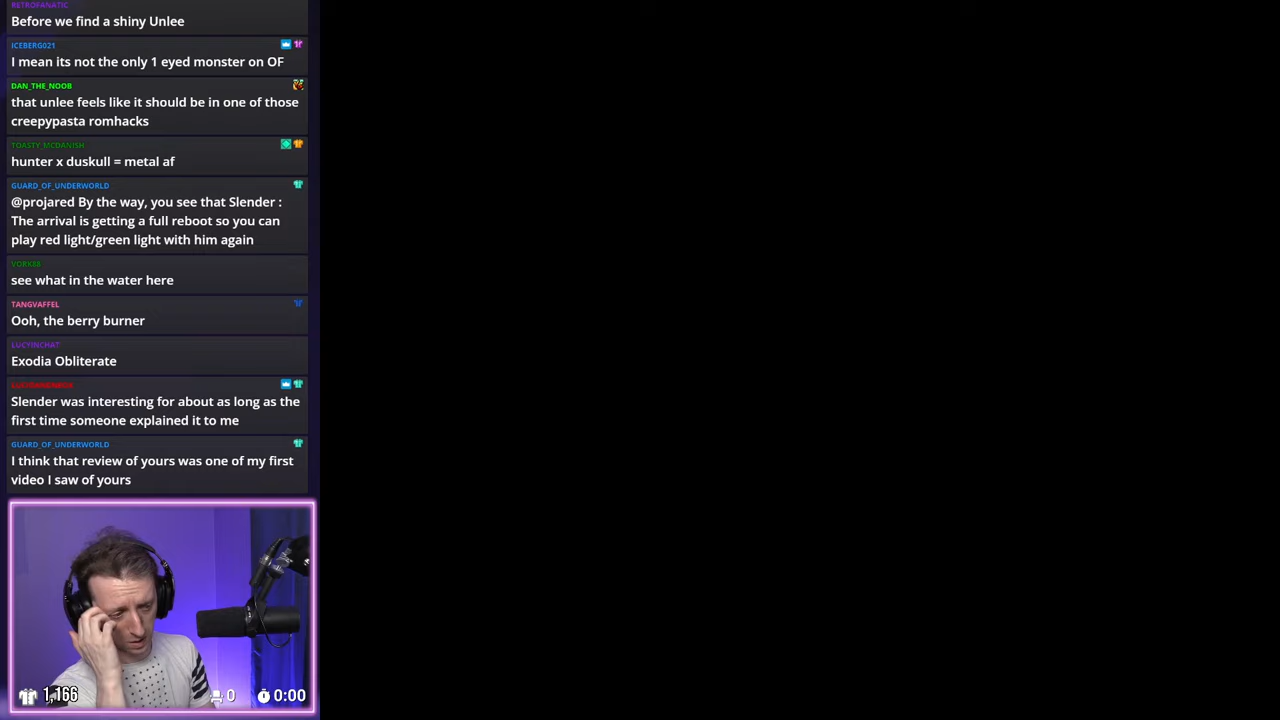 RETROFANATIC
Before we find a shiny Unlee
ICEBERG021
I mean its not the only 1 eyed monster on OF
DAN_THE_NOOB
that unlee feels like it should be in one of those
creepypasta romhacks
TOASTY_MCDANISH
hunter x duskull = metal af
GUARD_OF_UNDERWORLD
@projared By the way, you see that Slender :
The arrival is getting a full reboot so you can
play red light/green light with him again
VORK88
see what in the water here
TANGVAFFEL
Ooh, the berry burner
LUCYINCHAT
Exodia Obliterate
Slender was interesting for about as long as the
first time someone explained it to me
GUARD_OF_UNDERWORLD
I think that review of yours was one of my first
video I saw of yours
1,166
0
0:00